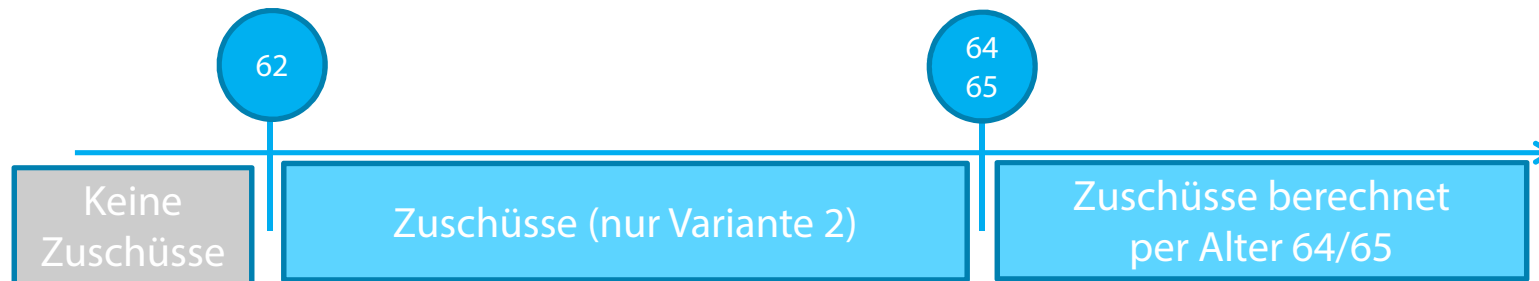 62
64
65
Keine
Zuschüsse
Zuschüsse (nur Variante 2)
Zuschüsse berechnet
per Alter 64/65